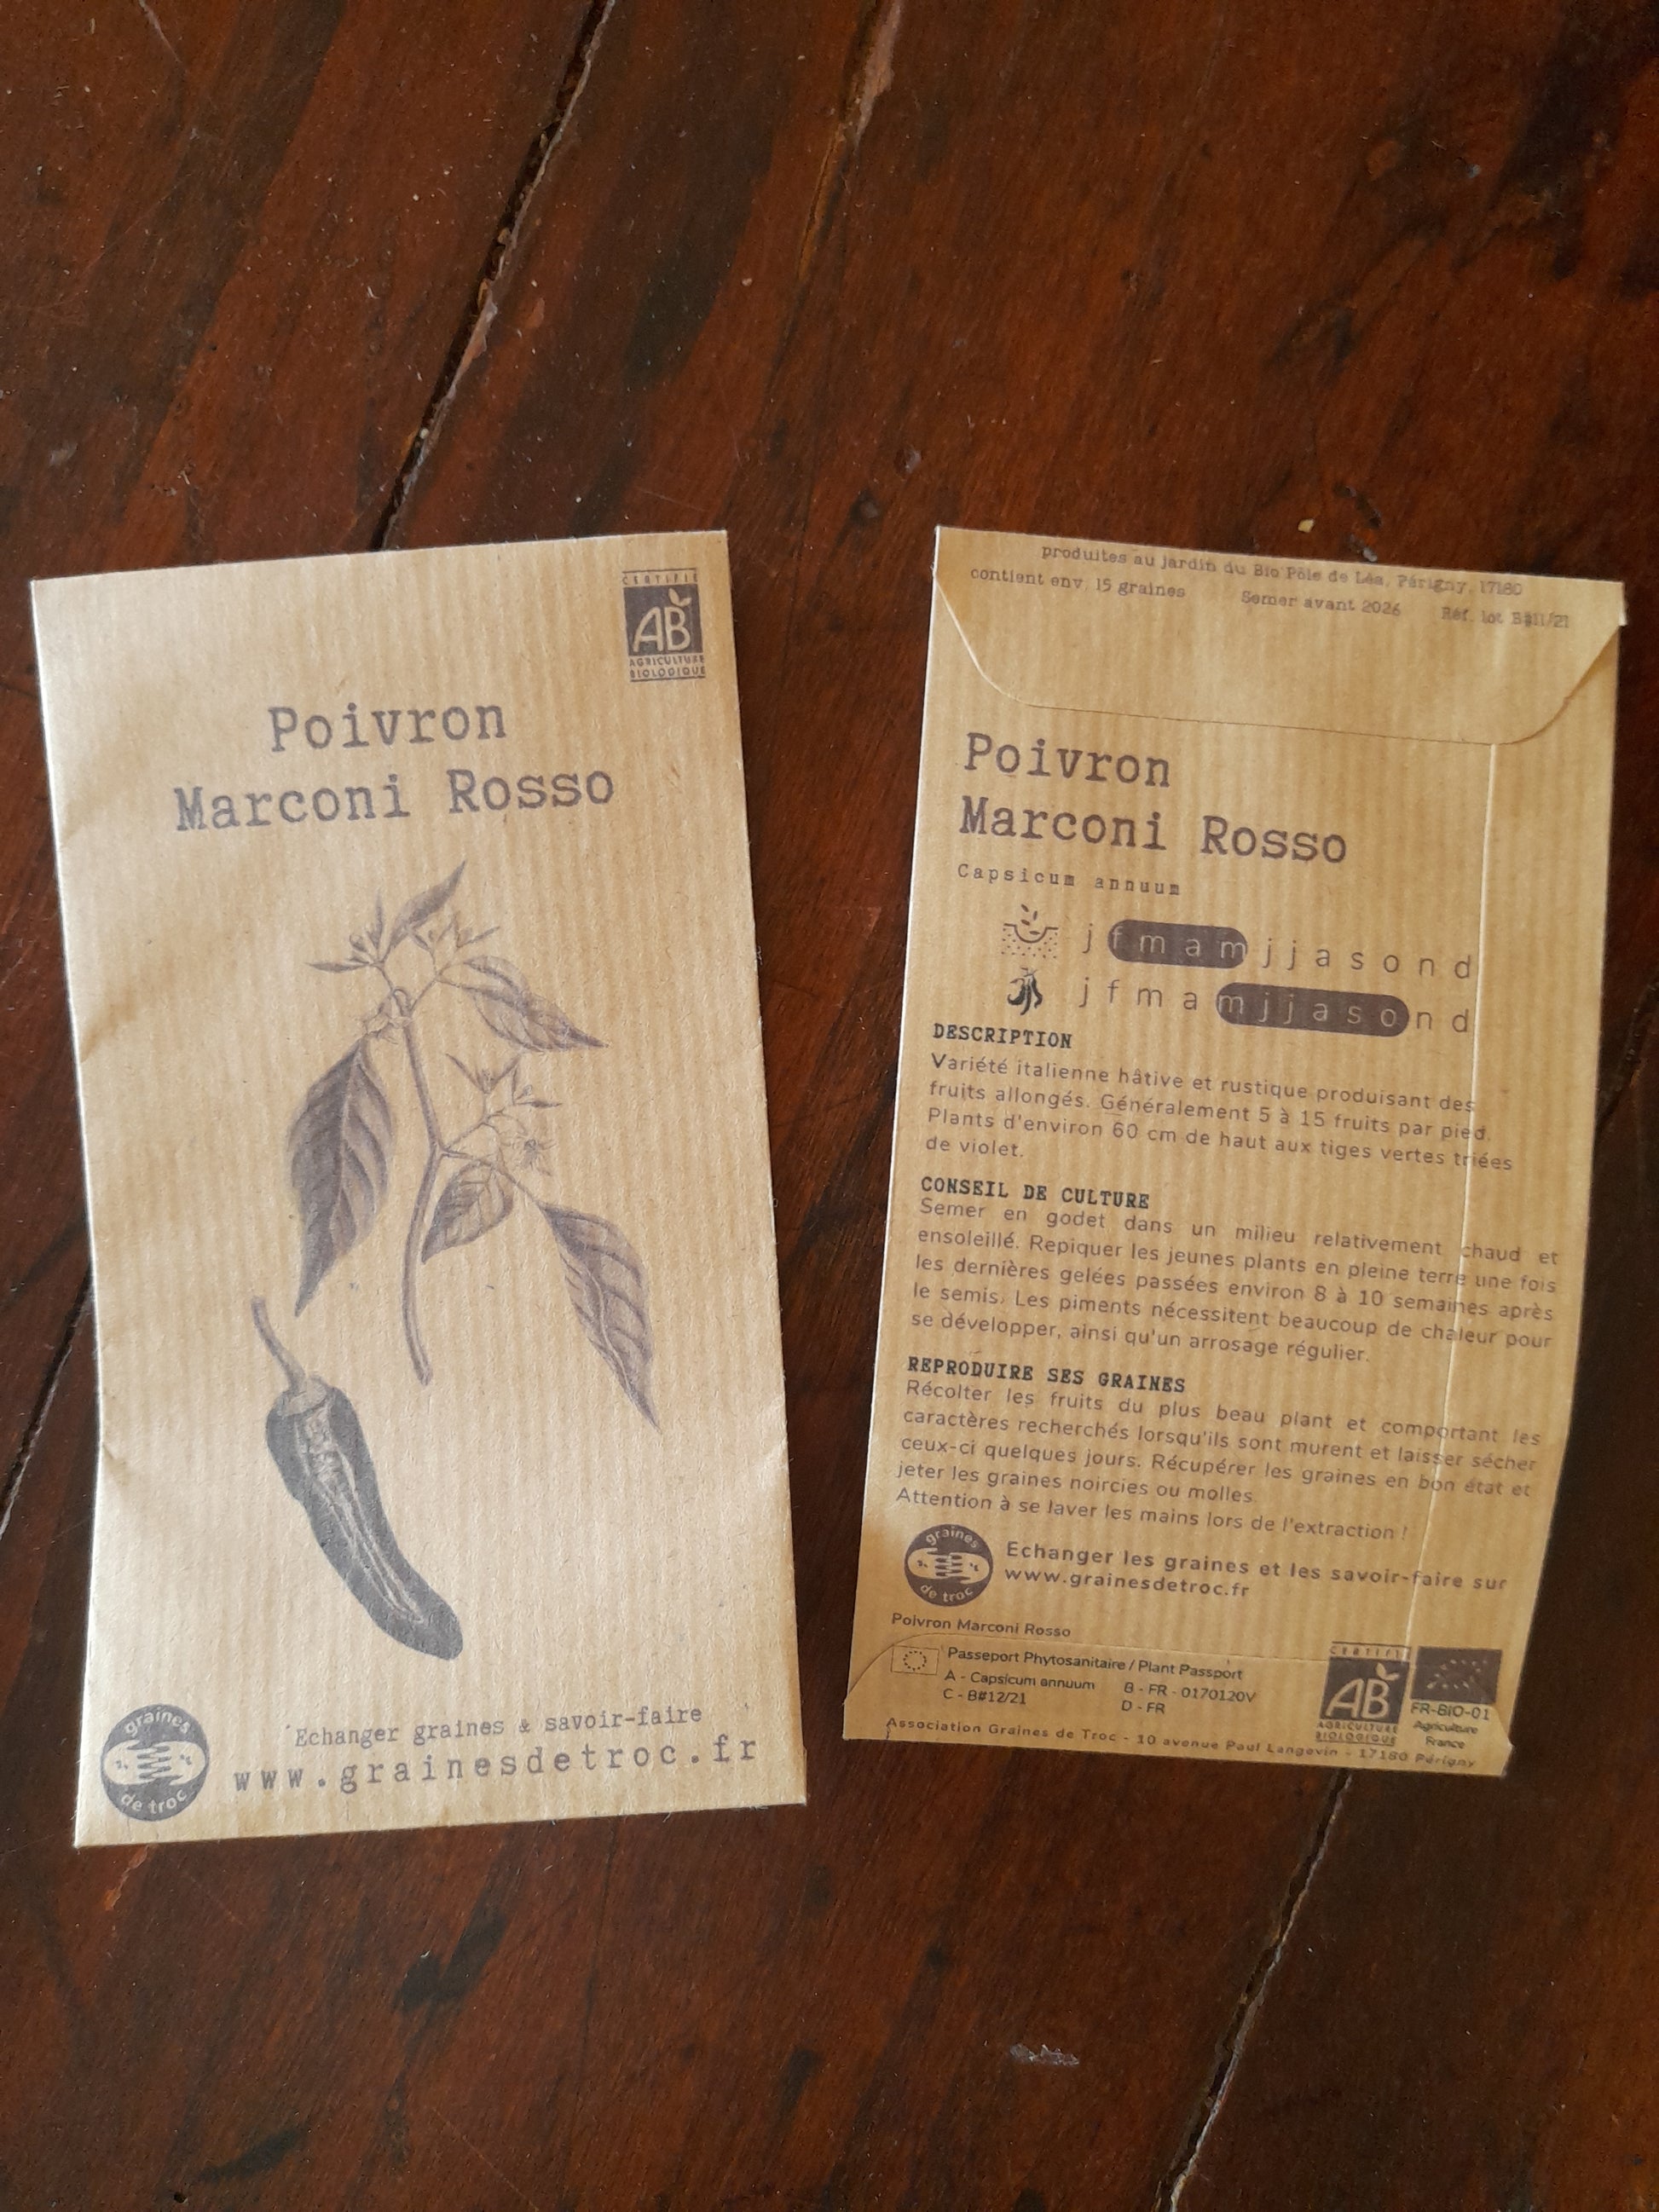 CERTIFIÉ
AB
AGRICULTURE
BIOLOGIQUE
Poivron
Marconi Rosso
graines
de troc
Echanger graines & savoir-faire
www.grainesdetroc.fr
produites au jardin du Bio Pôle de Léa, Périgny, 17180
contient env. 15 graines Semer avant 2026 Réf. lot B#11/21
Poivron
Marconi Rosso
Capsicum annuum
j f m a m j j a s o n d
j f m a m j j a s o n d
DESCRIPTION
Variété italienne hâtive et rustique produisant des
fruits allongés. Généralement 5 à 15 fruits par pied.
Plants d'environ 60 cm de haut aux tiges vertes triées
de violet.
CONSEIL DE CULTURE
Semer en godet dans un milieu relativement chaud et
ensoleillé. Repiquer les jeunes plants en pleine terre une fois
les dernières gelées passées environ 8 à 10 semaines après
le semis. Les piments nécessitent beaucoup de chaleur pour
se développer, ainsi qu'un arrosage régulier.
REPRODUIRE SES GRAINES
Récolter les fruits du plus beau plant et comportant les
caractères recherchés lorsqu'ils sont murent et laisser sécher
ceux-ci quelques jours. Récupérer les graines en bon état et
jeter les graines noircies ou molles.
Attention à se laver les mains lors de l'extraction !
graines
de troc
Echanger les graines et les savoir-faire sur
www.grainesdetroc.fr
Poivron Marconi Rosso
Passeport Phytosanitaire / Plant Passport
A - Capsicum annuum B - FR - 0170120V
C - B#12/21 D - FR
CERTIFIÉ
AB
AGRICULTURE
BIOLOGIQUE
FR-BIO-01
Agriculture
France
Association Graines de Troc - 10 avenue Paul Langevin - 17180 Périgny